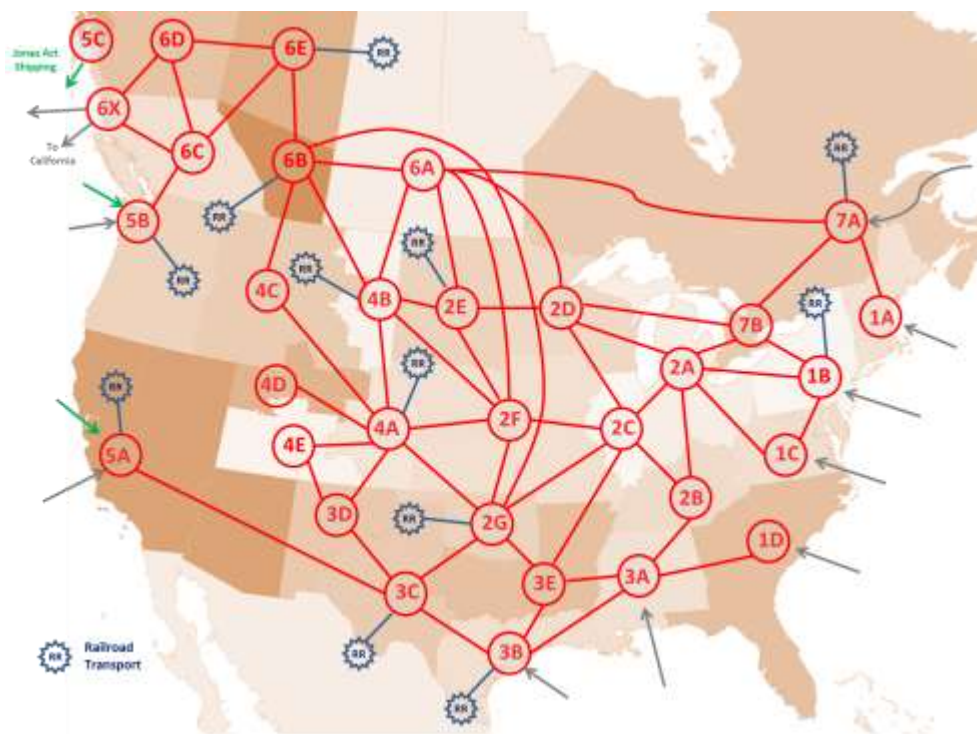 5C
6D
6E
RR
Jones Act
Shipping
6X
To
California
6C
6B
6A
RR
RR
5B
7A
RR
RR
RR
4C
4B
2E
2D
7B
RR
1A
RR
2A
1B
RR
4D
4A
2F
2C
4E
5A
1C
2B
3D
RR
2G
1D
3C
3E
3A
RR
Railroad
Transport
RR
3B
RR